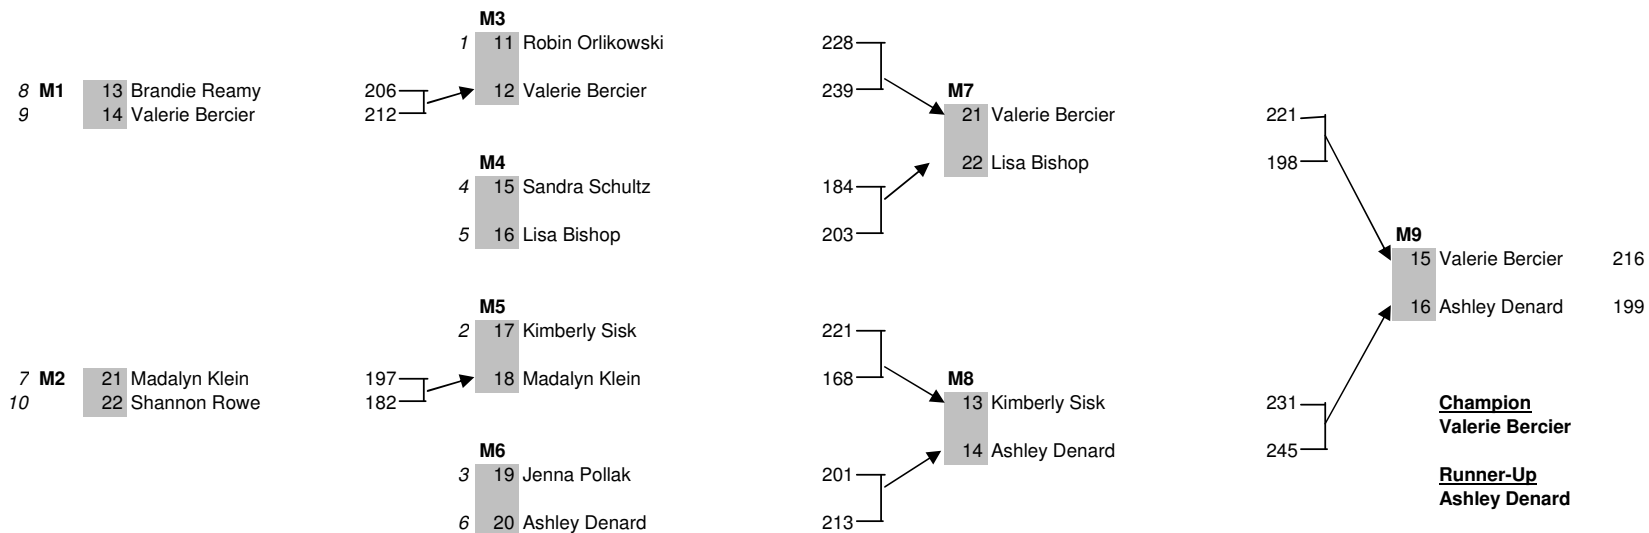 M3
1 11 Robin Orlikowski 228
8 M1 13 Brandie Reamy 206 12 Valerie Bercier 239 M7
9 14 Valerie Bercier 212 21 Valerie Bercier 221
M4 22 Lisa Bishop 198
4 15 Sandra Schultz 184
5 16 Lisa Bishop 203 M9
15 Valerie Bercier 216
M5 16 Ashley Denard 199
2 17 Kimberly Sisk 221
7 M2 21 Madalyn Klein 197 18 Madalyn Klein 168 M8
10 22 Shannon Rowe 182 13 Kimberly Sisk 231 Champion
Valerie Bercier
M6 14 Ashley Denard 245
3 19 Jenna Pollak 201 Runner-Up
Ashley Denard
6 20 Ashley Denard 213